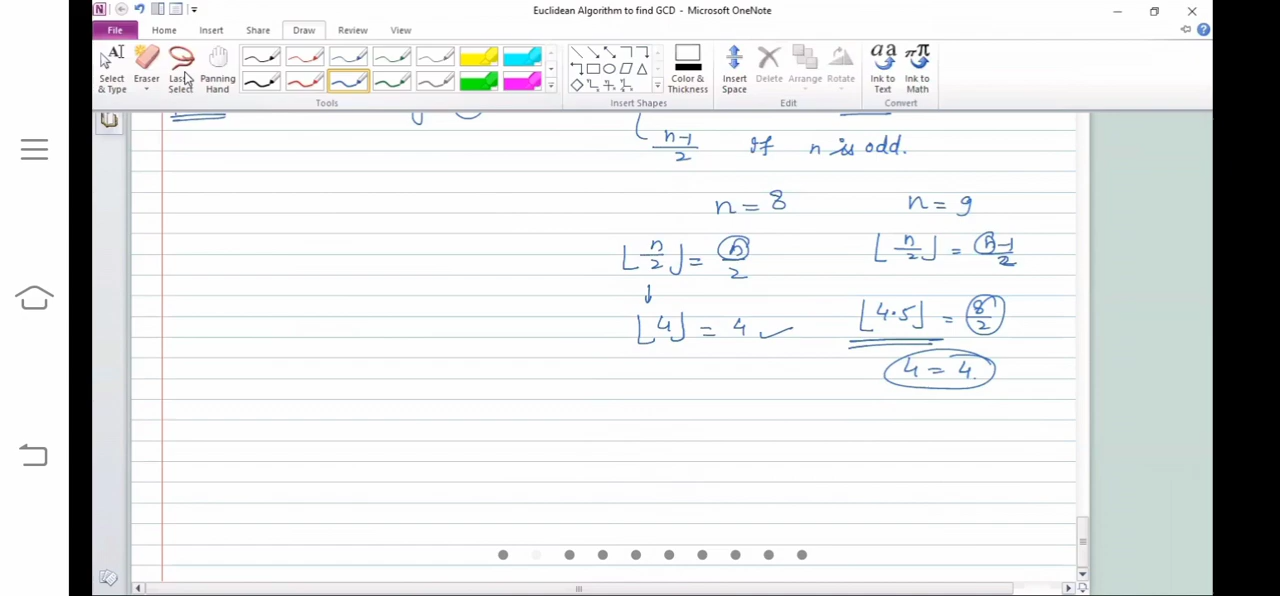 Euclidean Algorithm to find GCD - Microsoft OneNote
File Home Insert Share Draw Review View
Select & Type
Eraser
Lasso Select
Panning Hand
Color & Thickness
Insert Space
Delete
Arrange
Rotate
Ink to Text
Ink to Math
Tools
Insert Shapes
Edit
Convert
n-1/2 If n is odd.
n = 8
n = 9
⌊n/2⌋ = n/2
⌊n/2⌋ = n-1/2
↓
⌊4⌋ = 4 ✓
⌊4.5⌋ = 8/2
4 = 4.